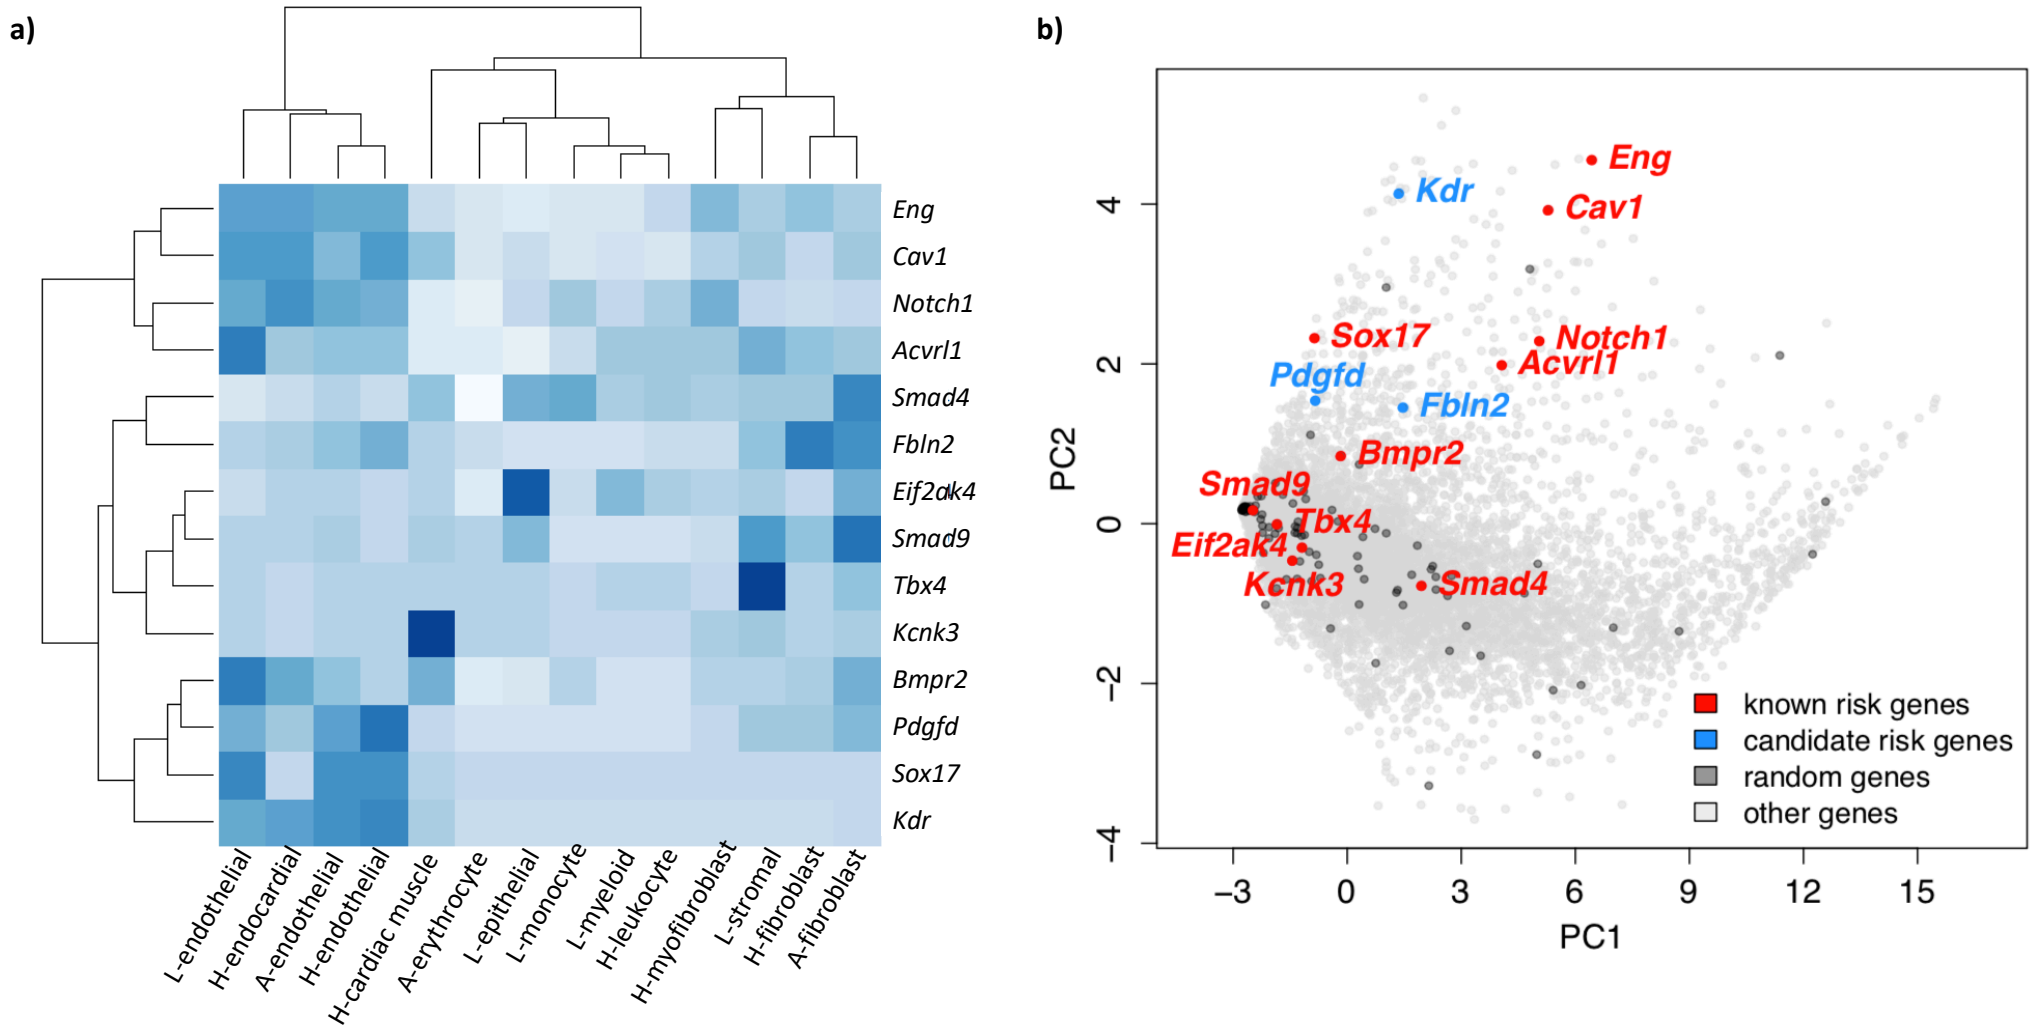 a)
Eng
Cav1
Notch1
Acvrl1
Smad4
Fbln2
Eif2ak4
Smad9
Tbx4
Kcnk3
Bmpr2
Pdgfd
Sox17
Kdr
L-endothelial
H-endocardial
A-endothelial
H-endothelial
H-cardiac muscle
A-erythrocyte
L-epithelial
L-monocyte
L-myeloid
H-leukocyte
H-myofibroblast
L-stromal
H-fibroblast
A-fibroblast
b)
Eng
Kdr
Cav1
Sox17
Notch1
Acvrl1
Pdgfd
Fbln2
Bmpr2
Smad9
Tbx4
Eif2ak4
Kcnk3
Smad4
PC2
4
2
0
−2
−4
known risk genes
candidate risk genes
random genes
other genes
−3 0 3 6 9 12 15
PC1